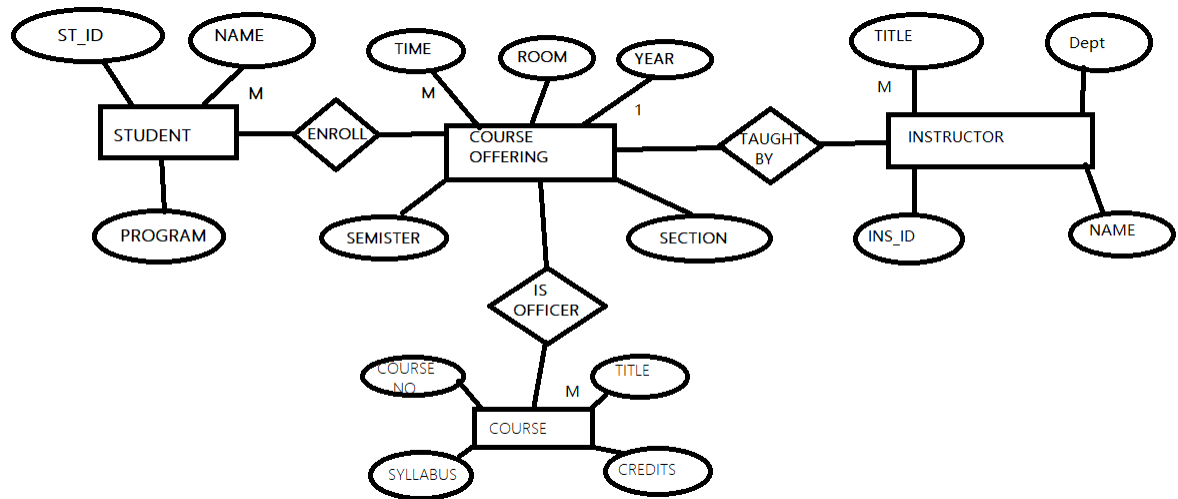 ST_ID
NAME
TIME
ROOM
YEAR
TITLE
Dept
M
M
1
M
STUDENT
ENROLL
COURSE
OFFERING
TAUGHT
BY
INSTRUCTOR
PROGRAM
SEMISTER
SECTION
INS_ID
NAME
IS
OFFICER
COURSE
NO
M
TITLE
COURSE
SYLLABUS
CREDITS